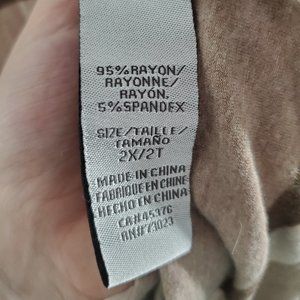 95%RAYON/
RAYONNE/
RAYÓN,
5%SPANDEX
SIZE/TAILLE/
TAMAÑO
2X/2T
MADE IN CHINA
FABRIQUÉ EN CHINE
HECHO EN CHINA
CA#45376
RN#73023